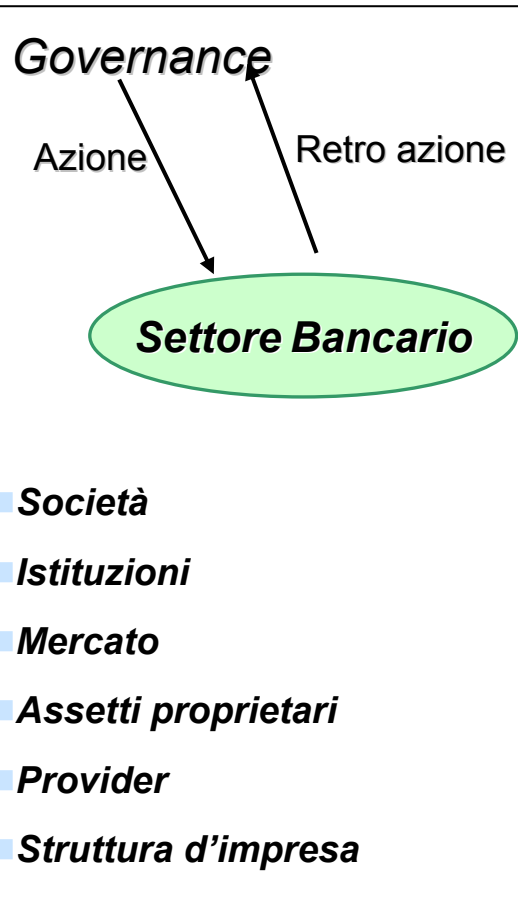 Governance
Azione
Retro azione
Settore Bancario
Società
Istituzioni
Mercato
Assetti proprietari
Provider
Struttura d’impresa